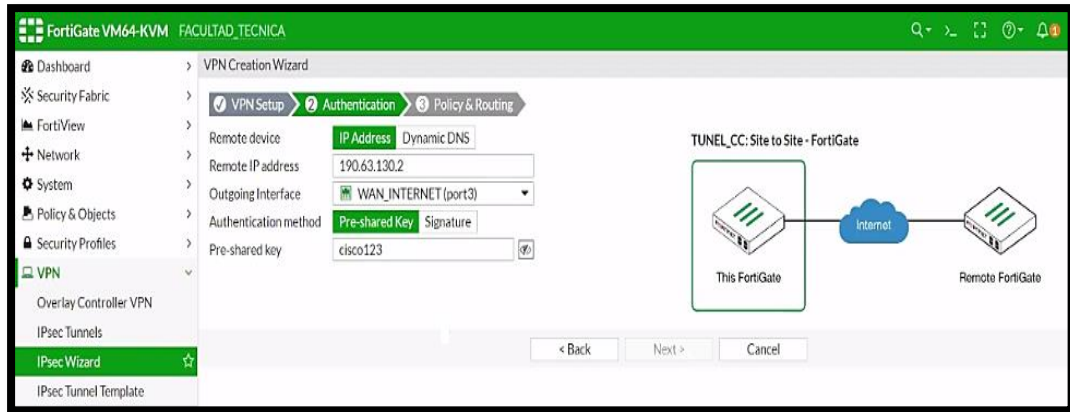 FortiGate VM64-KVM FACULTAD_TECNICA
1
Dashboard
Security Fabric
FortiView
Network
System
Policy & Objects
Security Profiles
VPN
Overlay Controller VPN
IPsec Tunnels
IPsec Wizard
IPsec Tunnel Template
VPN Creation Wizard
VPN Setup 2 Authentication 3 Policy & Routing
Remote device IP Address Dynamic DNS
Remote IP address 190.63.130.2
Outgoing Interface WAN_INTERNET (port3)
Authentication method Pre-shared Key Signature
Pre-shared key cisco123
TUNEL_CC: Site to Site - FortiGate
Internet
This FortiGate
Remote FortiGate
< Back Next > Cancel